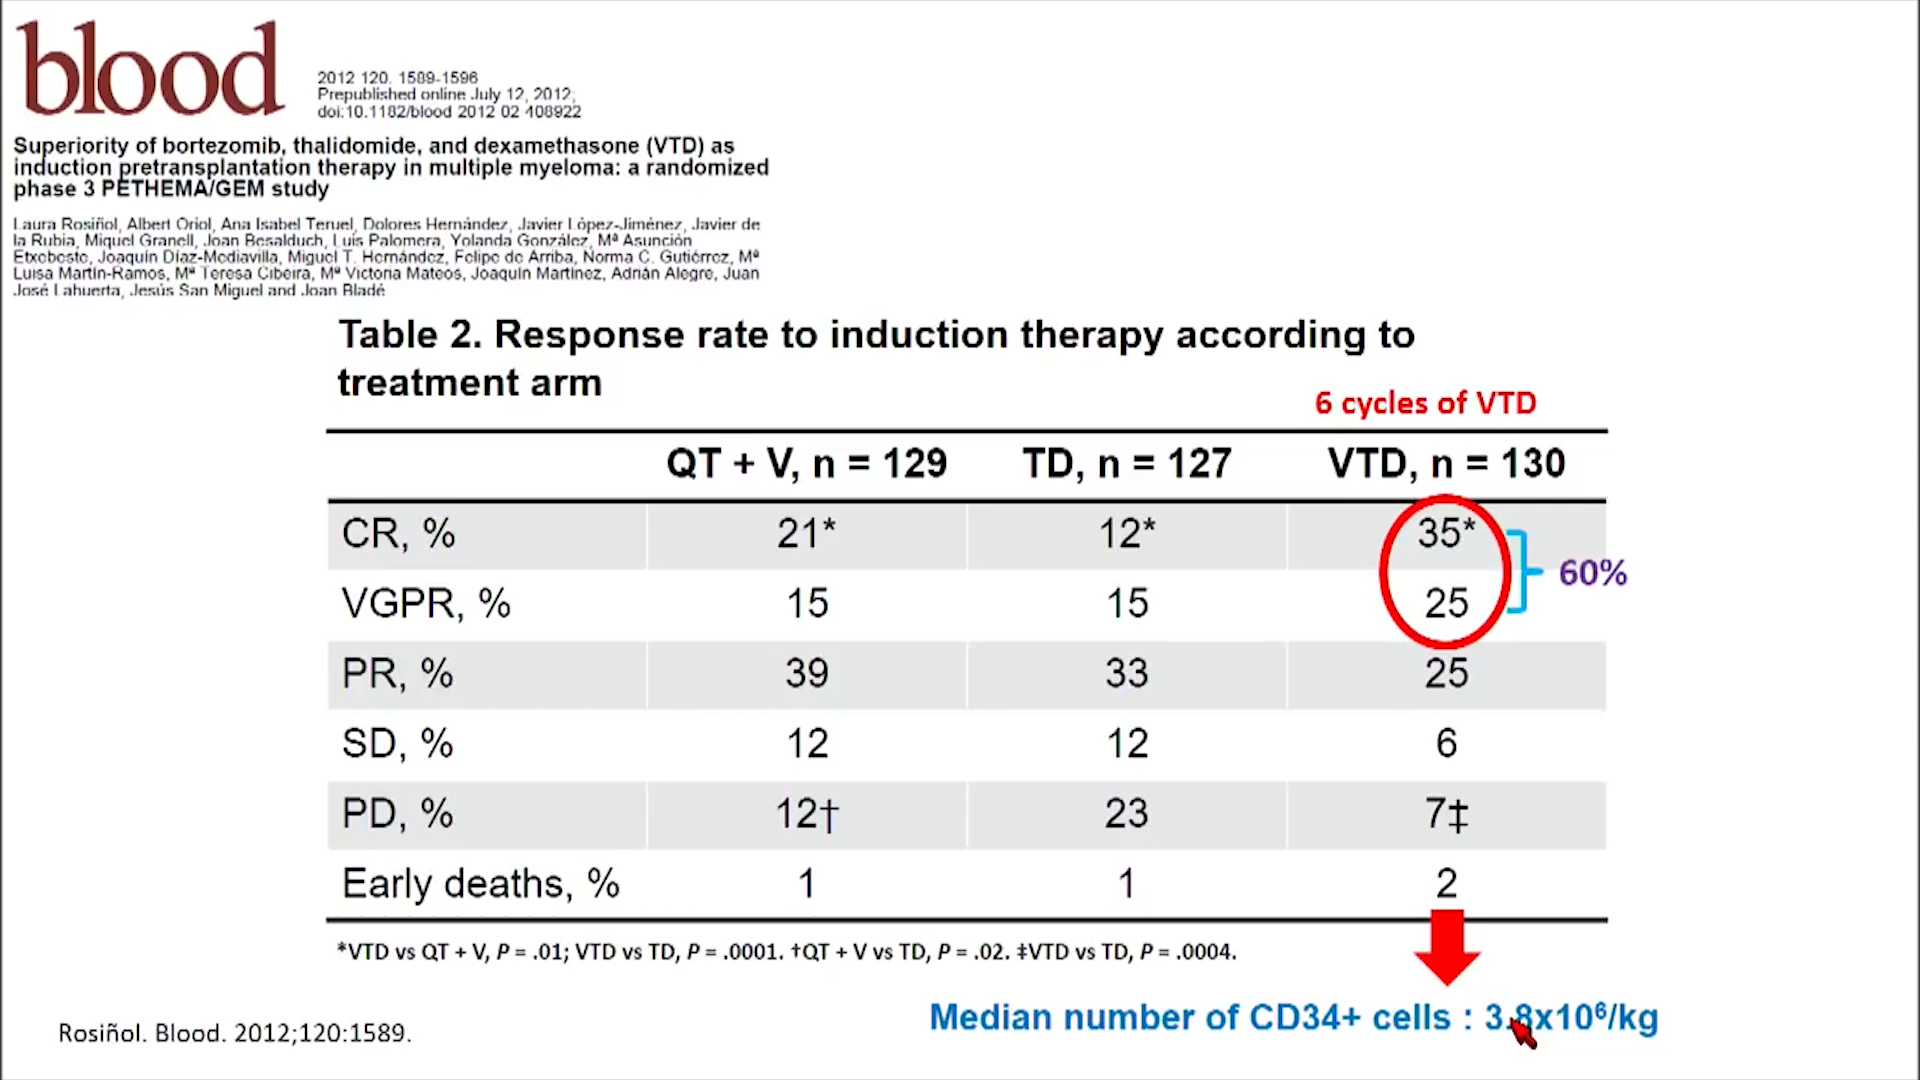 blood
2012 120. 1589-1596
Prepublished online July 12, 2012;
doi:10.1182/blood 2012 02 408922
Superiority of bortezomib, thalidomide, and dexamethasone (VTD) as
induction pretransplantation therapy in multiple myeloma: a randomized
phase 3 PETHEMA/GEM study
Laura Rosiñol, Albert Oriol, Ana Isabel Teruel, Dolores Hernández, Javier López-Jiménez, Javier de
la Rubia, Miquel Granell, Joan Besalduch, Luis Palomera, Yolanda González, Mª Asunción
Etxebeste, Joaquín Díaz-Mediavilla, Miguel T. Hernández, Felipe de Arriba, Norma C. Gutiérrez, Mª
Luisa Martín-Ramos, Mª Teresa Cibeira, Mª Victoria Mateos, Joaquín Martínez, Adrián Alegre, Juan
José Lahuerta, Jesús San Miguel and Joan Bladé
Table 2. Response rate to induction therapy according to
treatment arm
6 cycles of VTD
QT + V, n = 129 TD, n = 127 VTD, n = 130
CR, % 21* 12* 35*
60%
VGPR, % 15 15 25
PR, % 39 33 25
SD, % 12 12 6
PD, % 12† 23 7‡
Early deaths, % 1 1 2
*VTD vs QT + V, P = .01; VTD vs TD, P = .0001. †QT + V vs TD, P = .02. ‡VTD vs TD, P = .0004.
Median number of CD34+ cells : 3.8x10⁶/kg
Rosiñol. Blood. 2012;120:1589.